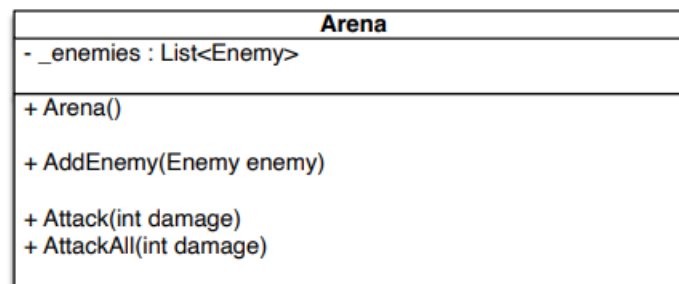 Arena
- _enemies : List<Enemy>
+ Arena()
+ AddEnemy(Enemy enemy)
+ Attack(int damage)
+ AttackAll(int damage)